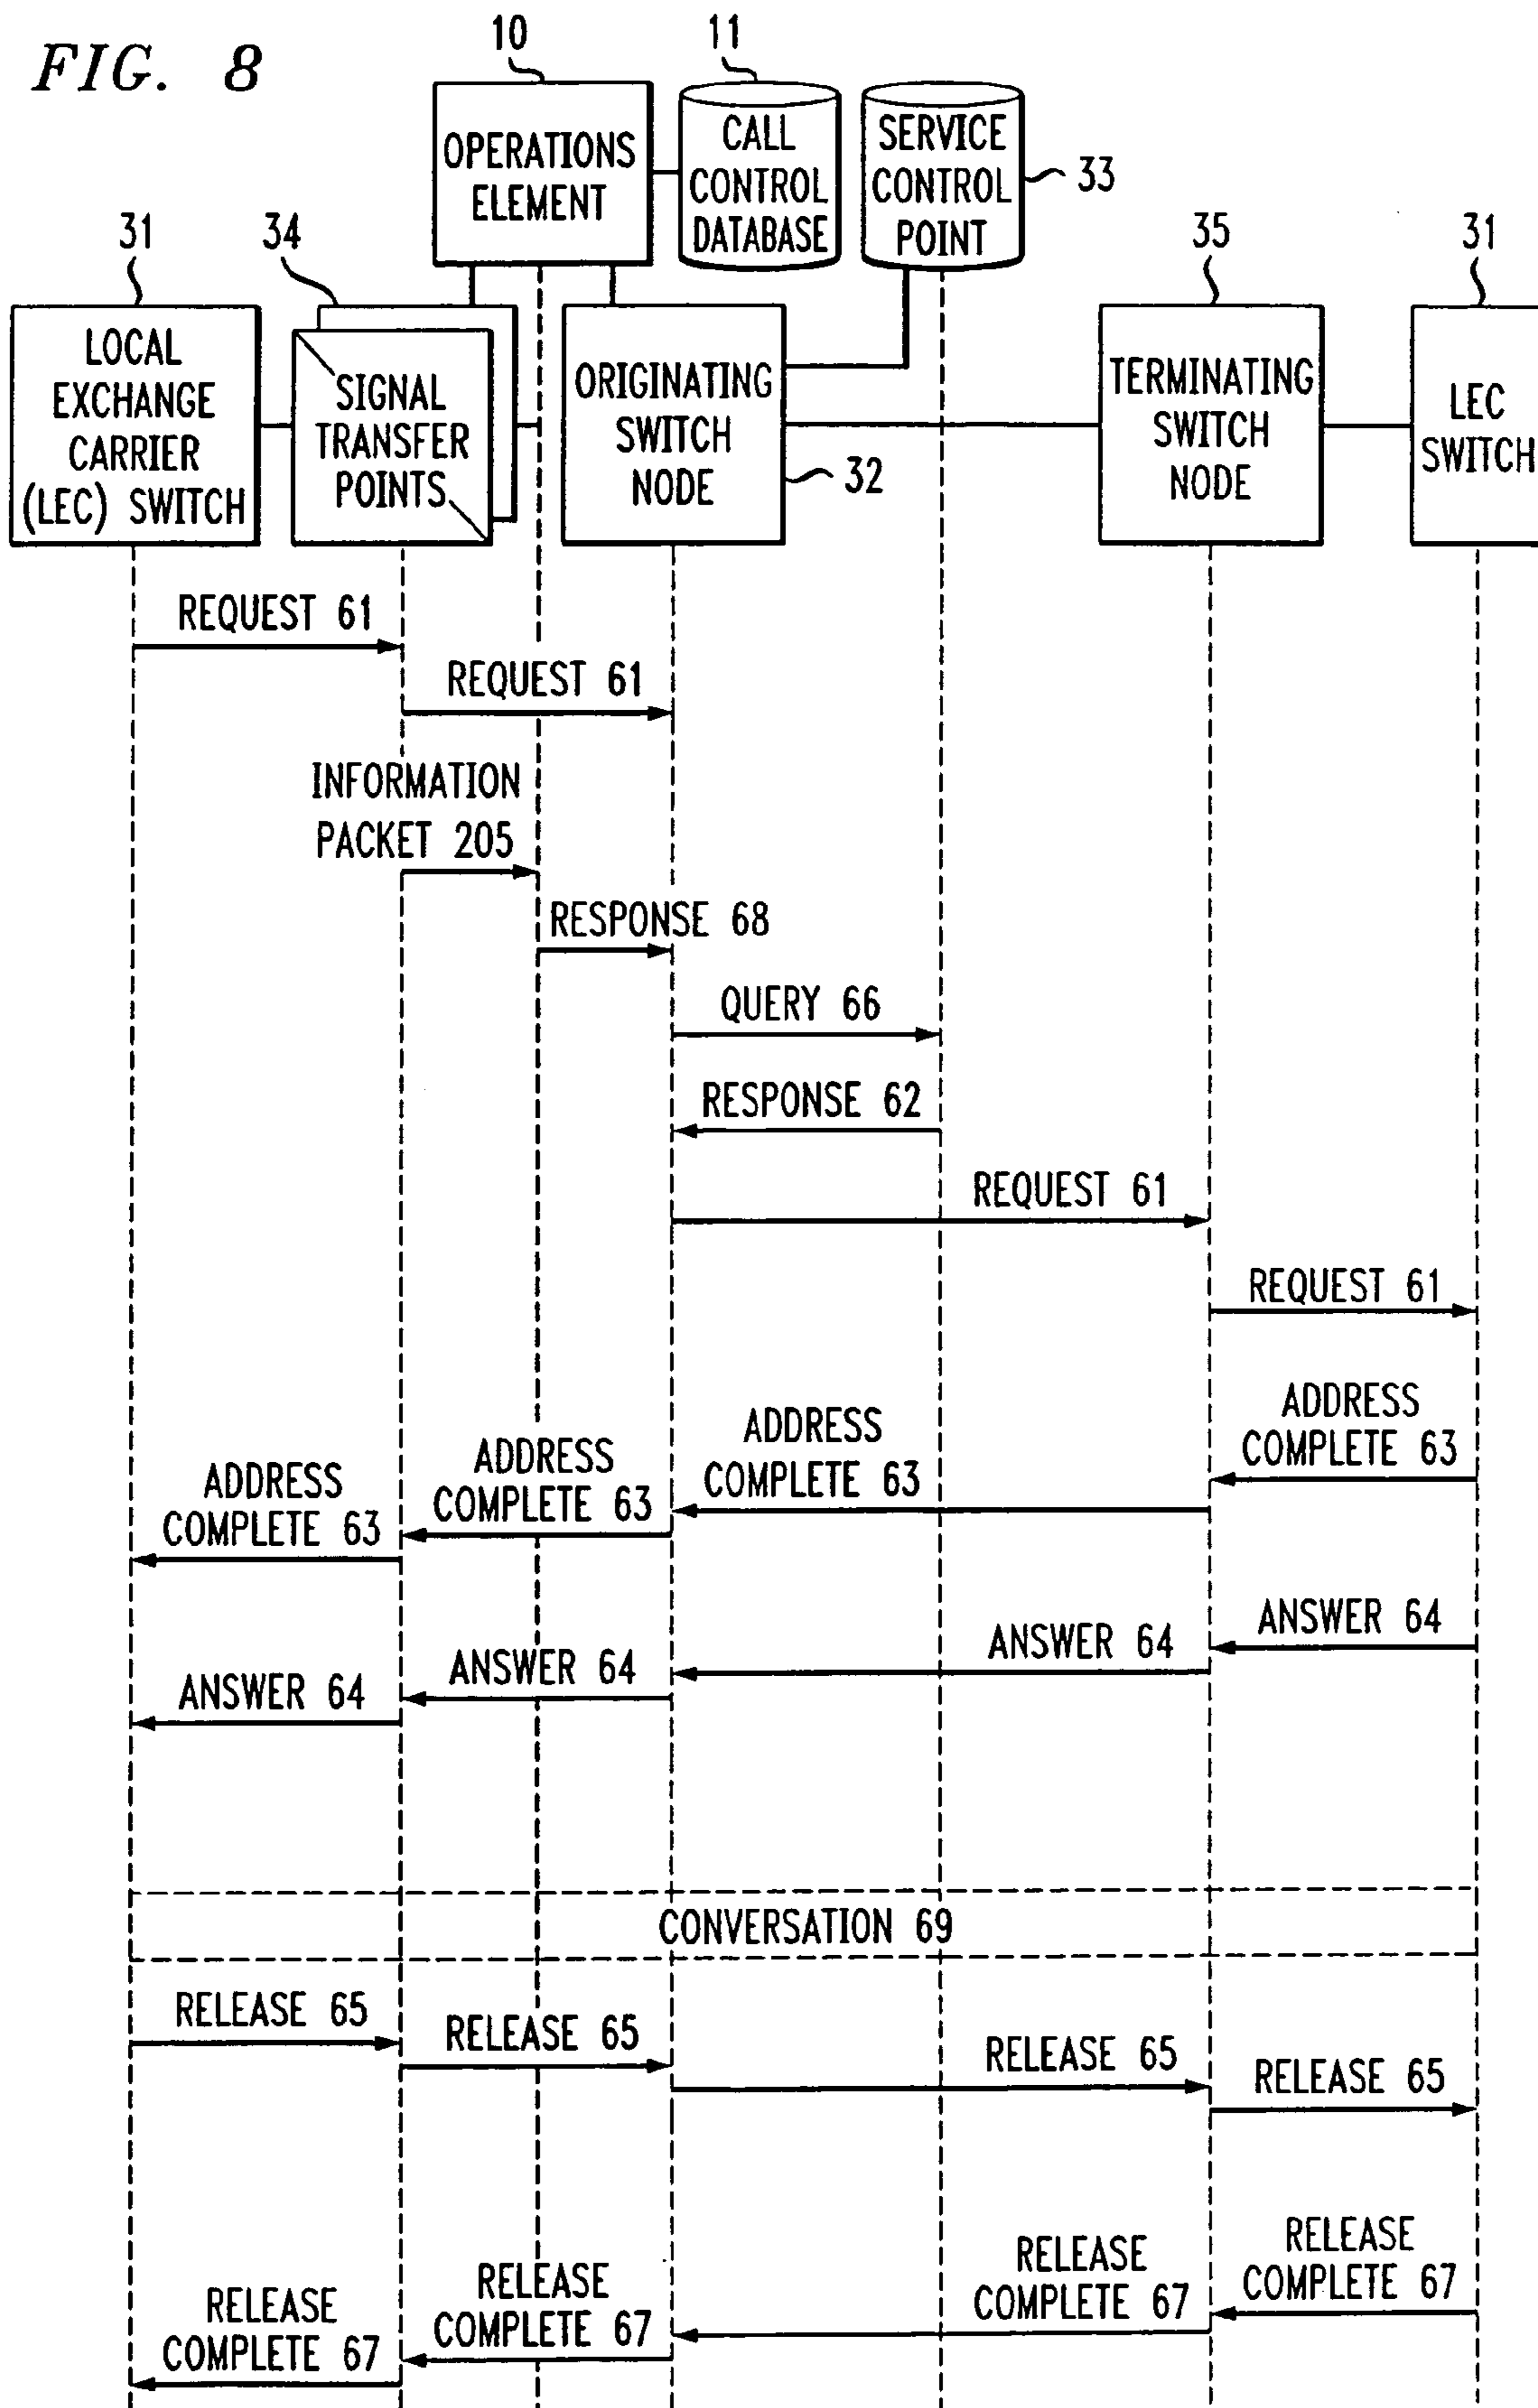 FIG. 8
10
11
OPERATIONS
ELEMENT
CALL
CONTROL
DATABASE
SERVICE
CONTROL
POINT
33
31
34
35
31
LOCAL
EXCHANGE
CARRIER
(LEC) SWITCH
SIGNAL
TRANSFER
POINTS
ORIGINATING
SWITCH
NODE
32
TERMINATING
SWITCH
NODE
LEC
SWITCH
REQUEST 61
REQUEST 61
INFORMATION
PACKET 205
RESPONSE 68
QUERY 66
RESPONSE 62
REQUEST 61
REQUEST 61
ADDRESS
COMPLETE 63
ADDRESS
COMPLETE 63
ADDRESS
COMPLETE 63
ADDRESS
COMPLETE 63
ANSWER 64
ANSWER 64
ANSWER 64
ANSWER 64
CONVERSATION 69
RELEASE 65
RELEASE 65
RELEASE 65
RELEASE 65
RELEASE
COMPLETE 67
RELEASE
COMPLETE 67
RELEASE
COMPLETE 67
RELEASE
COMPLETE 67